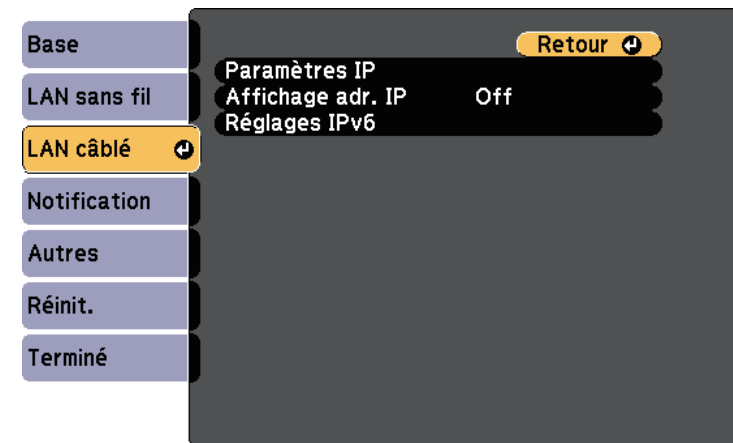 Base
LAN sans fil
LAN câblé
Notification
Autres
Réinit.
Terminé
Retour
Paramètres IP
Affichage adr. IP Off
Réglages IPv6